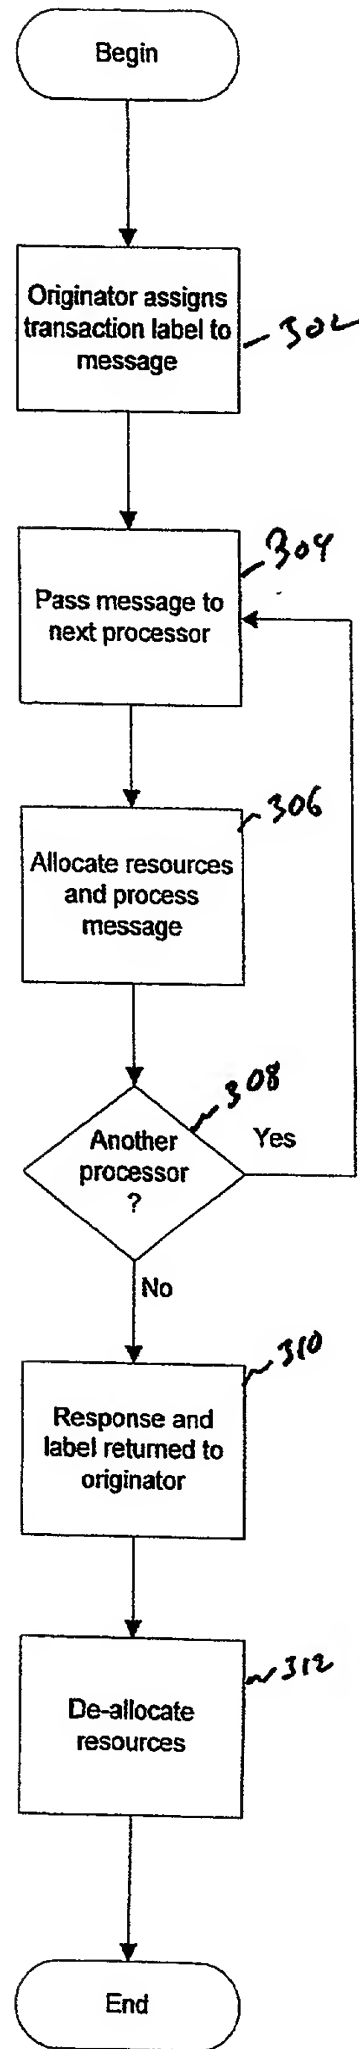 Begin
Originator assigns
transaction label to
message
302
Pass message to
next processor
304
Allocate resources
and process
message
306
Another
processor
?
308
Yes
No
Response and
label returned to
originator
310
De-allocate
resources
312
End